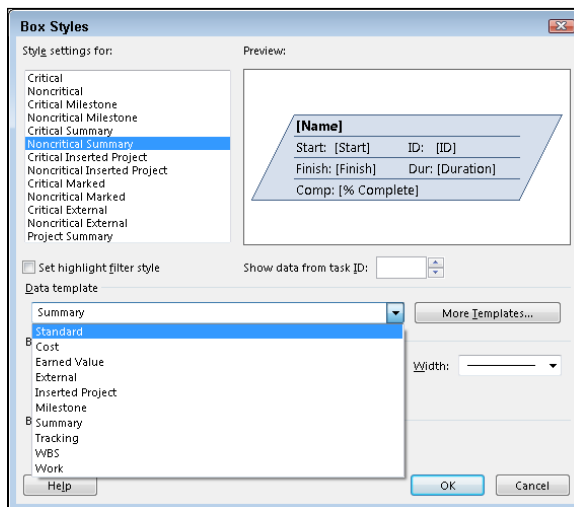 Box Styles
Style settings for:
Preview:
Critical
Noncritical
Critical Milestone
Noncritical Milestone
Critical Summary
Noncritical Summary
Critical Inserted Project
Noncritical Inserted Project
Critical Marked
Noncritical Marked
Critical External
Noncritical External
Project Summary
[Name]
Start: [Start] ID: [ID]
Finish: [Finish] Dur: [Duration]
Comp: [% Complete]
Set highlight filter style
Show data from task ID:
Data template
Summary
More Templates...
Standard
Cost
Earned Value
External
Inserted Project
Milestone
Summary
Tracking
WBS
Work
B
Width:
B
Help
OK
Cancel